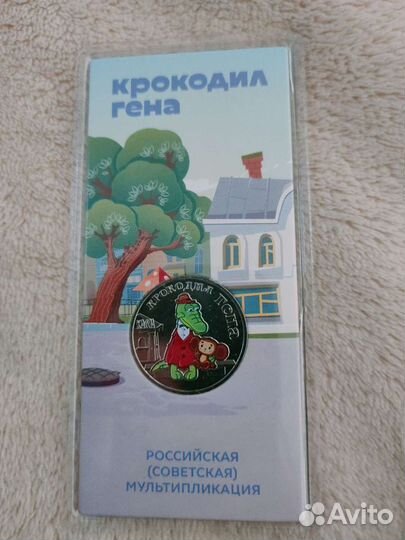 крокодил
гена
КРОКОДИЛ ГЕНА
РОССИЙСКАЯ
(СОВЕТСКАЯ)
МУЛЬТИПЛИКАЦИЯ
Avito